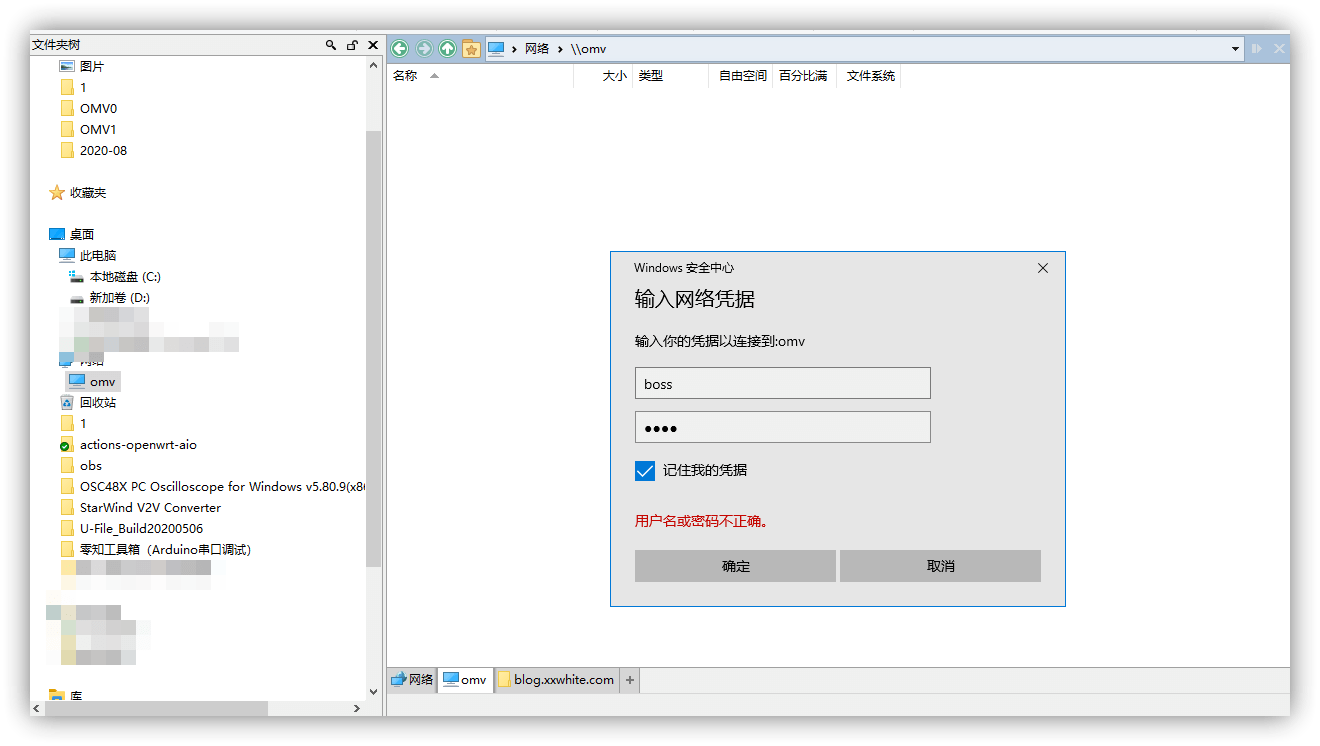 文件夹树
图片
1
OMV0
OMV1
2020-08
收藏夹
桌面
此电脑
本地磁盘 (C:)
新加卷 (D:)
网络
omv
回收站
1
actions-openwrt-aio
obs
OSC48X PC Oscilloscope for Windows v5.80.9(x8
StarWind V2V Converter
U-File_Build20200506
零知工具箱（Arduino串口调试）
库
网络 \\omv
名称 大小 类型 自由空间 百分比满 文件系统
Windows 安全中心
输入网络凭据
输入你的凭据以连接到:omv
boss
●●●●
记住我的凭据
用户名或密码不正确。
确定 取消
网络 omv blog.xxwhite.com +